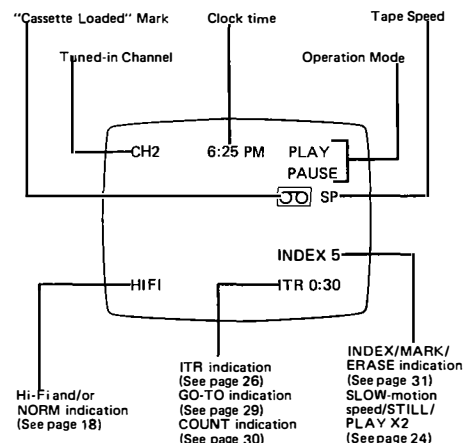 "Cassette Loaded" Mark
Clock time
Tape Speed
Tuned-in Channel
Operation Mode
CH2
6:25 PM
PLAY
PAUSE
SP
INDEX 5
HIFI
ITR 0:30
Hi-Fi and/or
NORM indication
(See page 18)
ITR indication
(See page 26)
GO-TO indication
(See page 29)
COUNT indication
(See page 30)
INDEX/MARK/
ERASE indication
(See page 31)
SLOW-motion
speed/STILL/
PLAY X2
(See page 24)